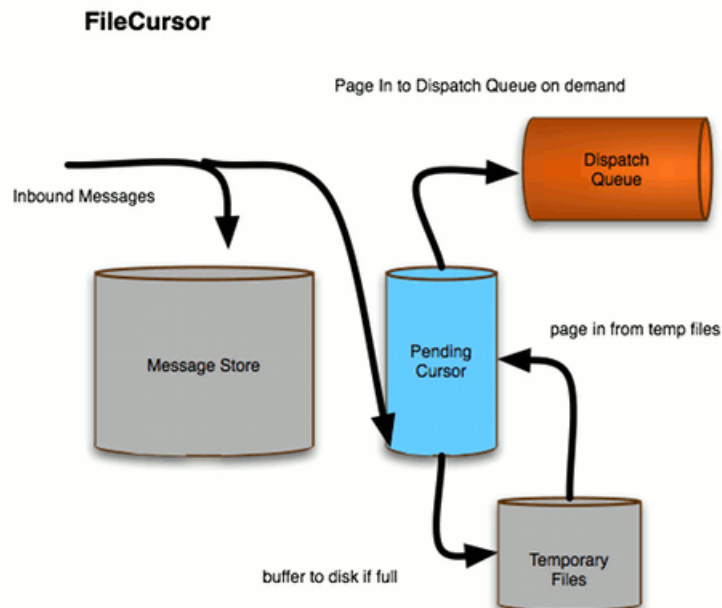 FileCursor
Page In to Dispatch Queue on demand
Dispatch
Queue
Inbound Messages
page in from temp files
Message Store
Pending
Cursor
Temporary
Files
buffer to disk if full